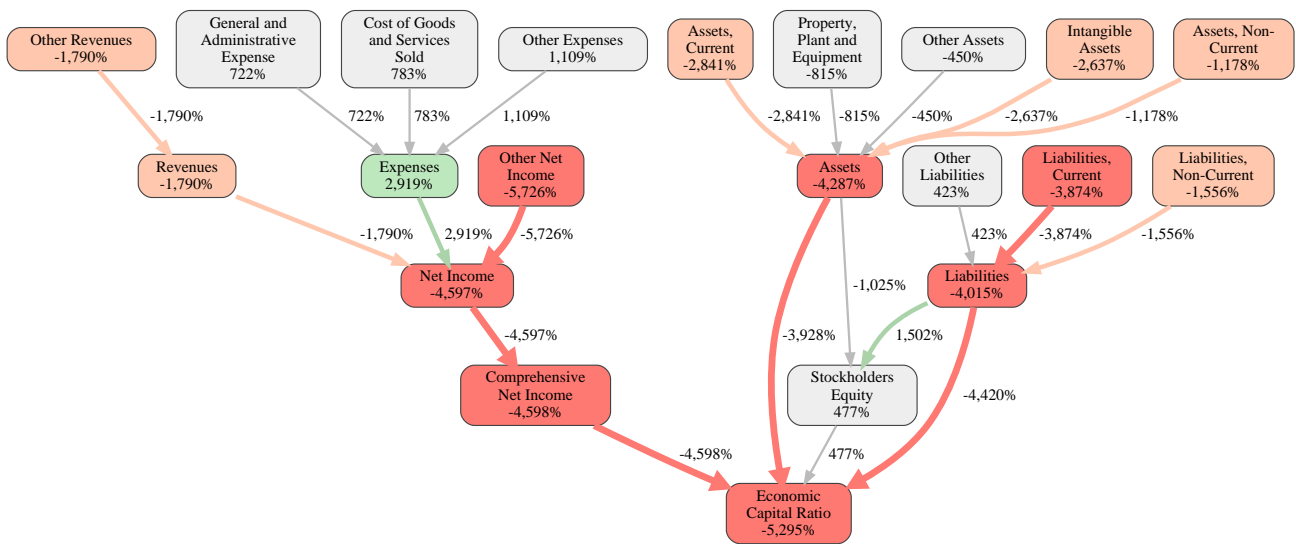 Other Revenues
-1,790%
General and
Administrative
Expense
722%
Cost of Goods
and Services
Sold
783%
Other Expenses
1,109%
Assets,
Current
-2,841%
Property,
Plant and
Equipment
-815%
Other Assets
-450%
Intangible
Assets
-2,637%
Assets, Non-
Current
-1,178%
-1,790%
722%
783%
1,109%
-2,841%
-815%
-450%
-2,637%
-1,178%
Revenues
-1,790%
Expenses
2,919%
Other Net
Income
-5,726%
Assets
-4,287%
Other
Liabilities
423%
Liabilities,
Current
-3,874%
Liabilities,
Non-Current
-1,556%
-1,790%
2,919%
-5,726%
423%
-3,874%
-1,556%
Net Income
-4,597%
-1,025%
Liabilities
-4,015%
-4,597%
-3,928%
1,502%
Comprehensive
Net Income
-4,598%
Stockholders
Equity
477%
-4,420%
-4,598%
477%
Economic
Capital Ratio
-5,295%